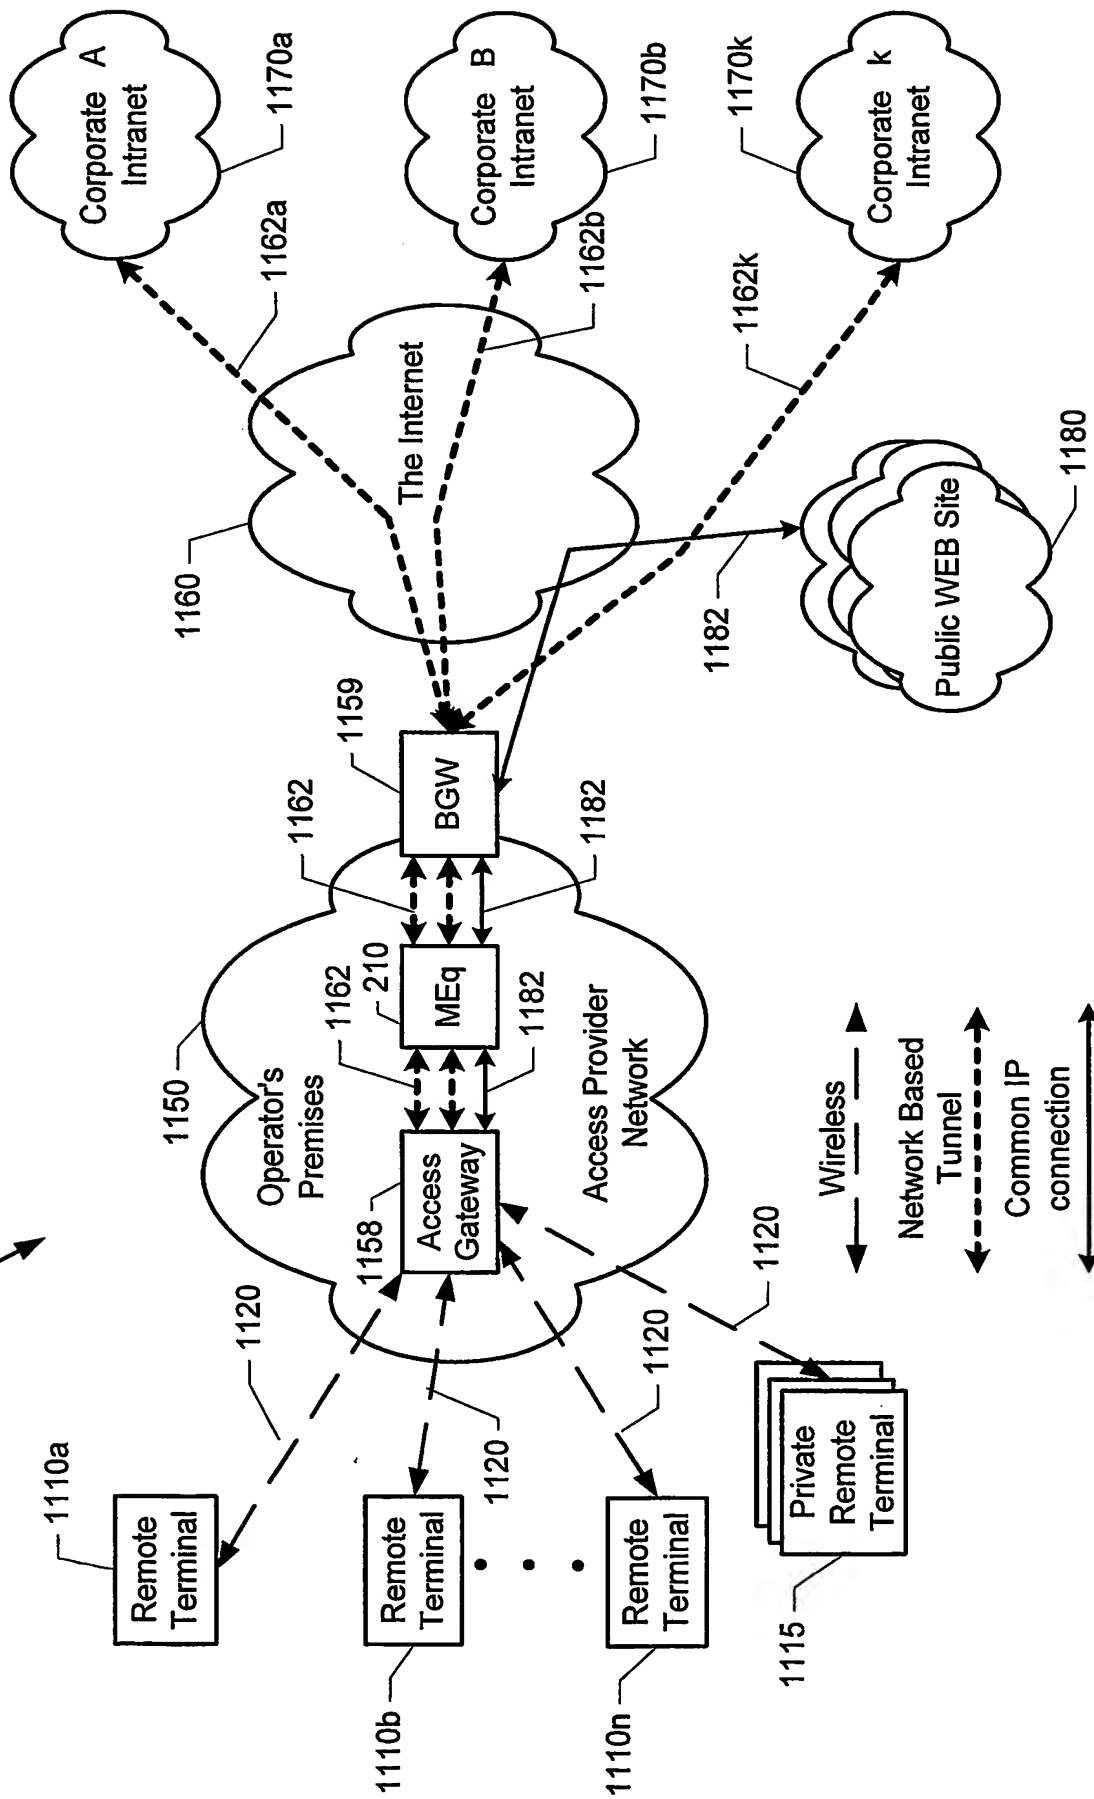 1110a
Remote
Terminal
1110b
Remote
Terminal
1110n
Remote
Terminal
1115
Private
Remote
Terminal
1120
1120
1120
1120
1150
Operator's
Premises
1158
Access
Gateway
Access Provider
Network
1162
1182
210
MEq
1162
1182
1159
BGW
1160
The Internet
1162a
1162b
1162k
1182
Corporate A
Intranet
1170a
Corporate B
Intranet
1170b
Corporate k
Intranet
1170k
Public WEB Site
1180
Wireless
Network Based
Tunnel
Common IP
connection